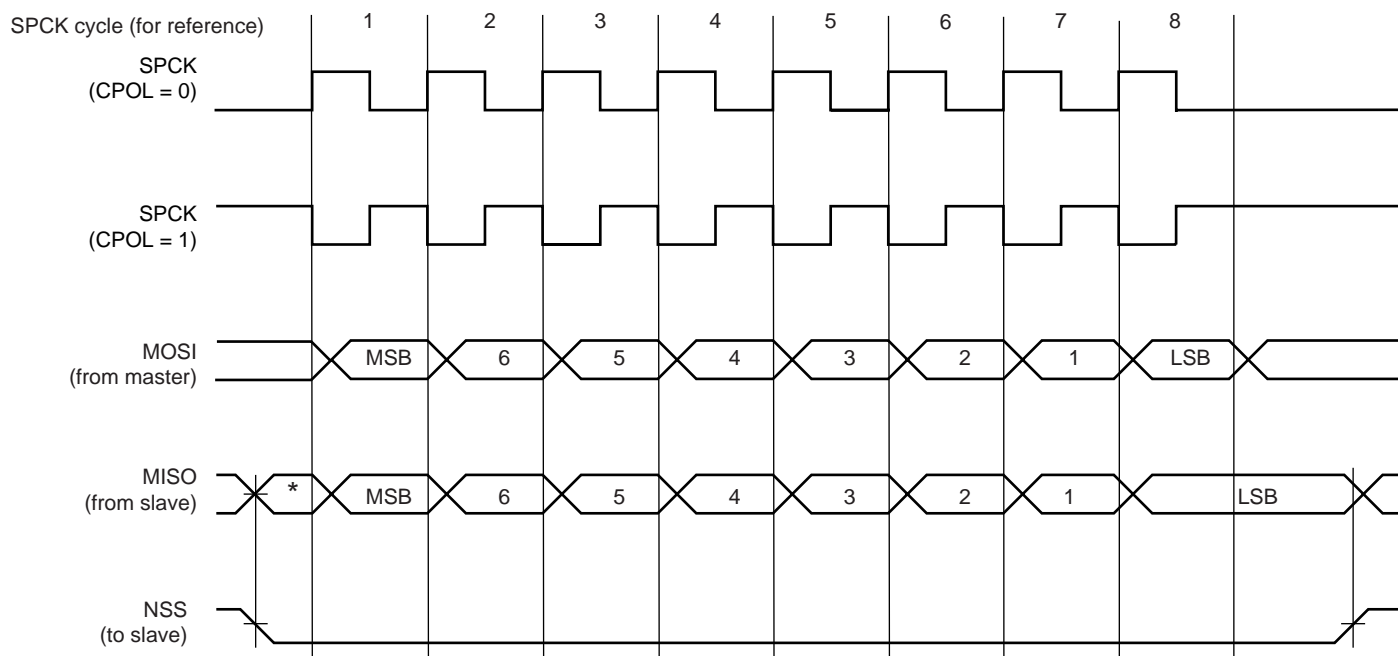 SPCK cycle (for reference)
1 2 3 4 5 6 7 8
SPCK
(CPOL = 0)
SPCK
(CPOL = 1)
MOSI
(from master)
MSB 6 5 4 3 2 1 LSB
MISO
(from slave)
* MSB 6 5 4 3 2 1 LSB
NSS
(to slave)